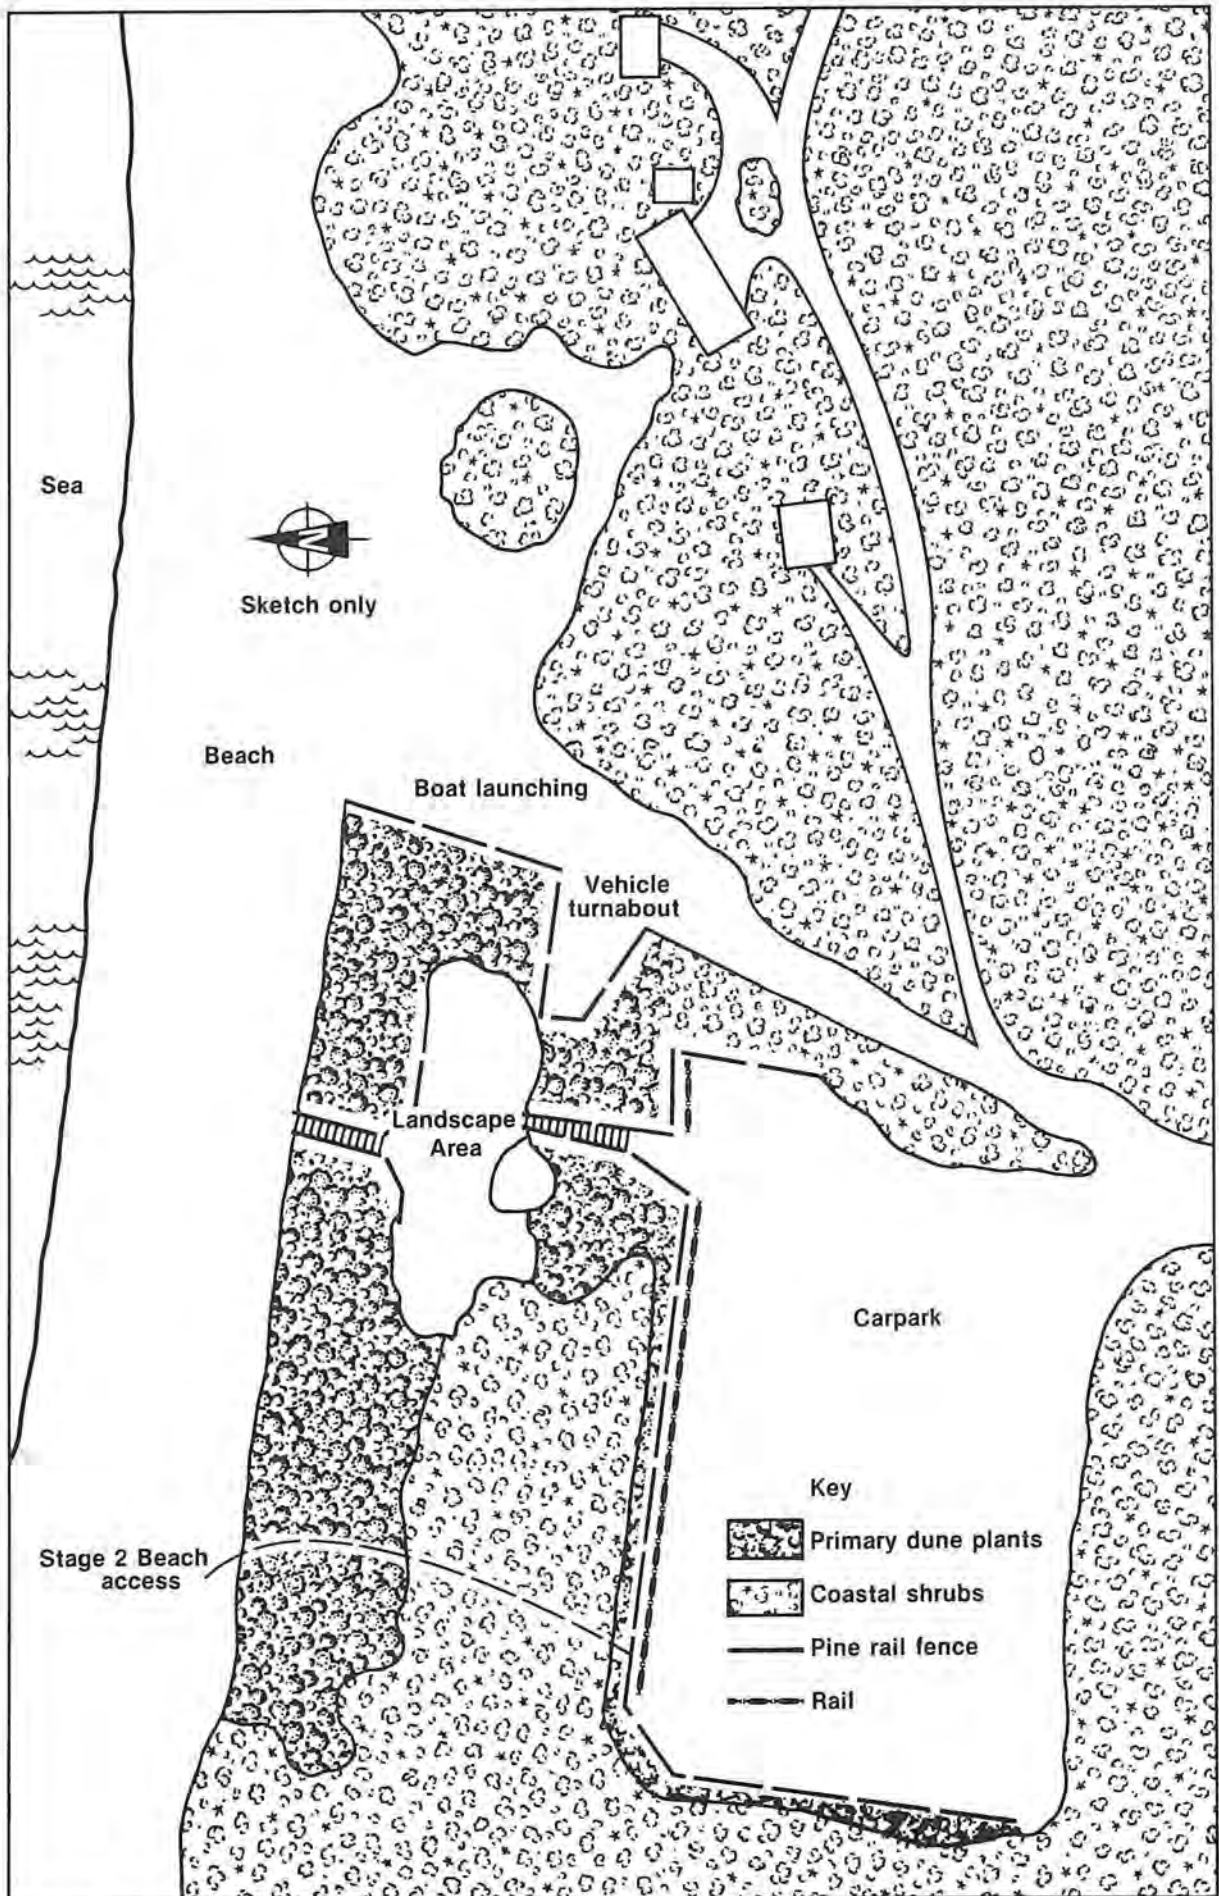 Sea
N
Sketch only
Beach
Boat launching
Vehicle
turnabout
Landscape
Area
Carpark
Stage 2 Beach
access
Key
Primary dune plants
Coastal shrubs
Pine rail fence
Rail